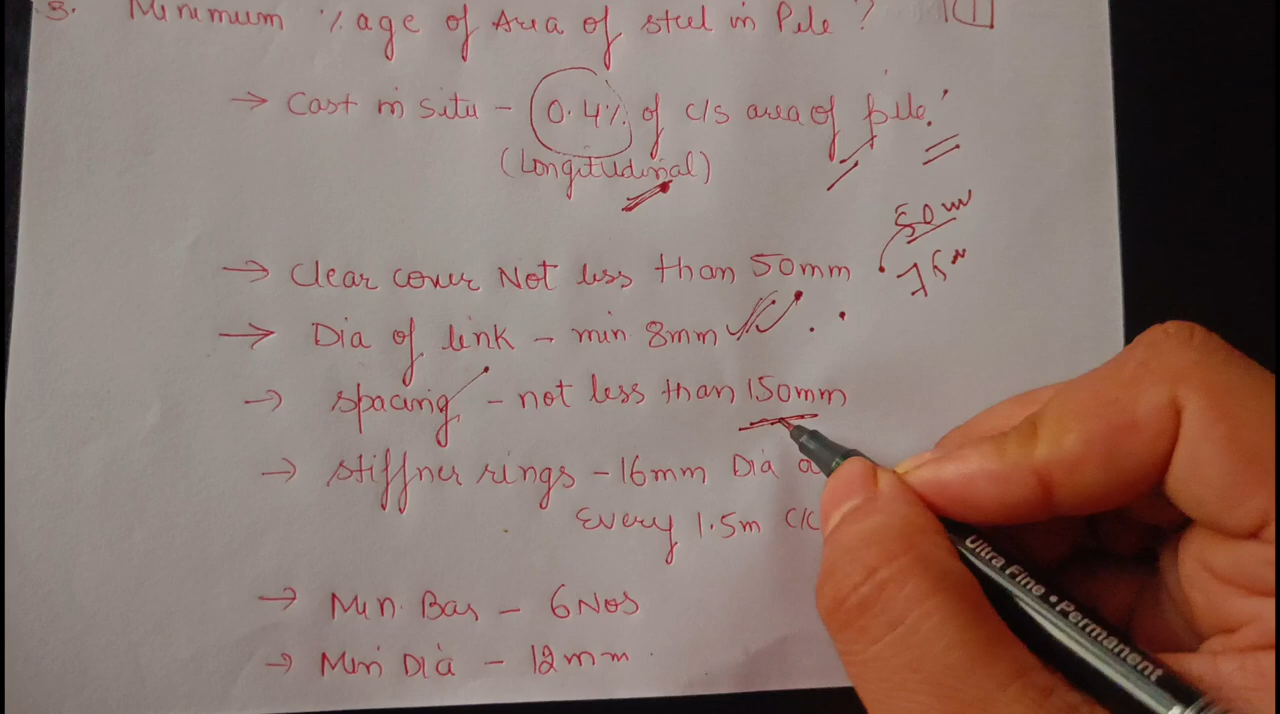 3. Minimum %age of Area of steel in Pile ?
→ Cast in situ - 0.4% of c/s area of pile.
(Longitudinal)
50m
→ Clear cover Not less than 50mm
75m
→ Dia of link - min 8mm
→ spacing - not less than 150mm
→ stiffner rings - 16mm Dia
Every 1.5m c/c
→ Min. Bar - 6 Nos
→ Min Dia - 12mm.
Ultra Fine • Permanent